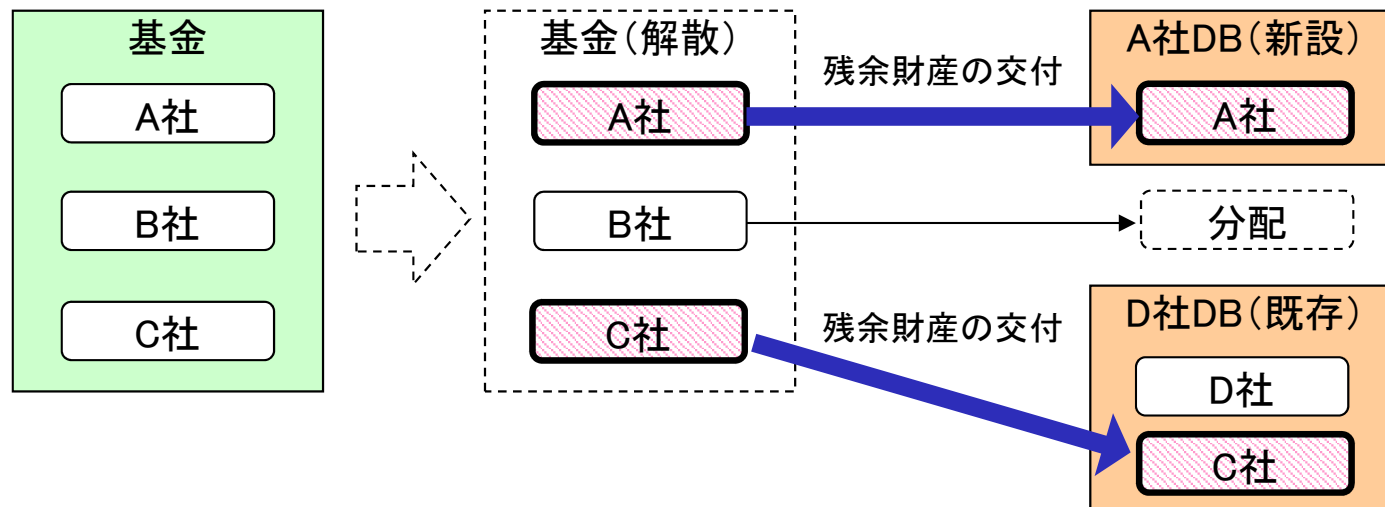 基金
A社
B社
C社
基金（解散）
A社
B社
C社
残余財産の交付
残余財産の交付
A社DB（新設）
A社
分配
D社DB（既存）
D社
C社